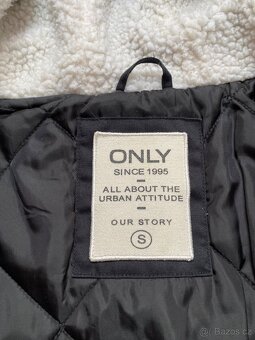 ONLY
SINCE 1995
ALL ABOUT THE
URBAN ATTITUDE
OUR STORY
S
Bazos.cz